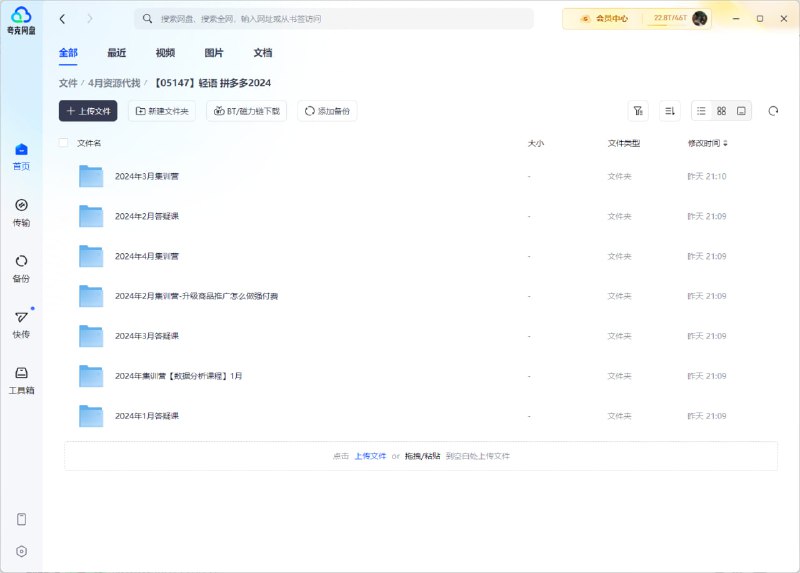 夸克网盘
搜索网盘、搜索全网，输入网址或从书签访问
会员中心
22.8T/46T
全部 最近 视频 图片 文档
文件 / 4月资源代找 / 【05147】轻语 拼多多2024
上传文件 新建文件夹 BT/磁力链下载 添加备份
文件名 大小 文件类型 修改时间
2024年3月集训营 - 文件夹 昨天 21:10
2024年2月答疑课 - 文件夹 昨天 21:09
2024年4月集训营 - 文件夹 昨天 21:09
2024年2月集训营-升级商品推广怎么做强付费 - 文件夹 昨天 21:09
2024年3月答疑课 - 文件夹 昨天 21:09
2024年集训营【数据分析课程】1月 - 文件夹 昨天 21:09
2024年1月答疑课 - 文件夹 昨天 21:09
点击 上传文件 or 拖拽/粘贴 到空白处上传文件
首页
传输
备份
快传
工具箱